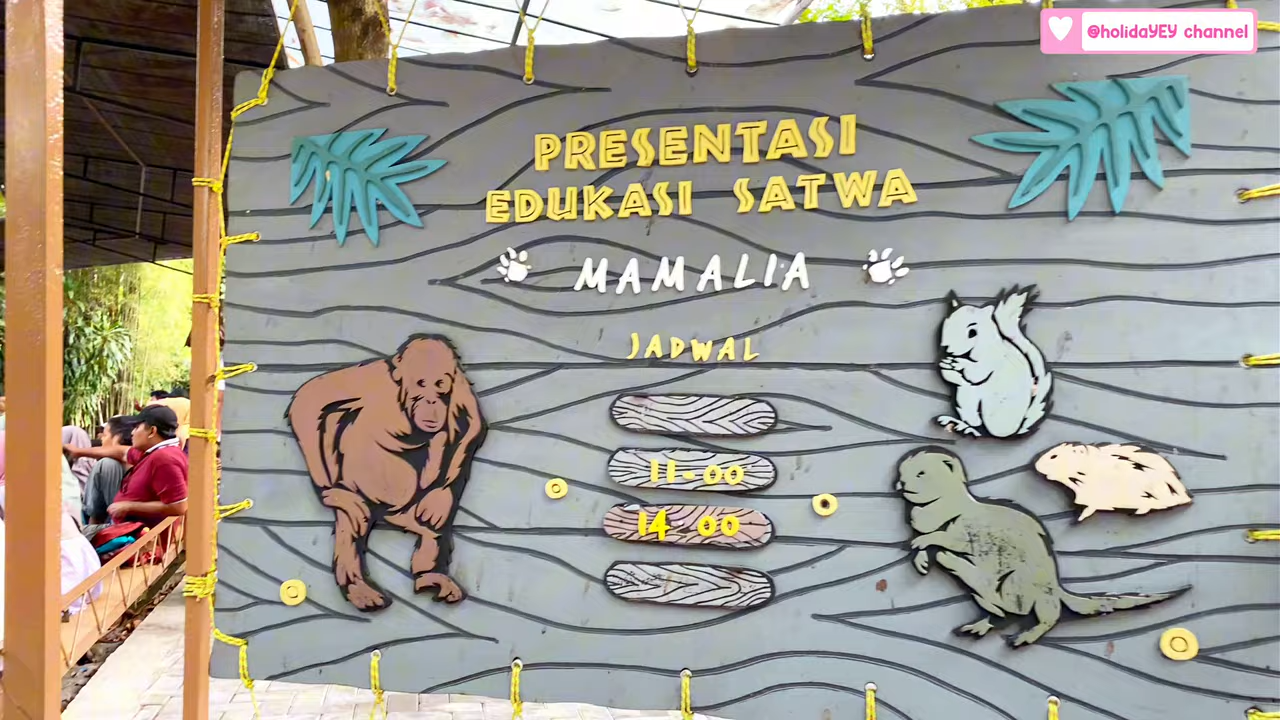 @holidaYEY channel
PRESENTASI
EDUKASI SATWA
MAMALIA
JADWAL
11-00
14 00